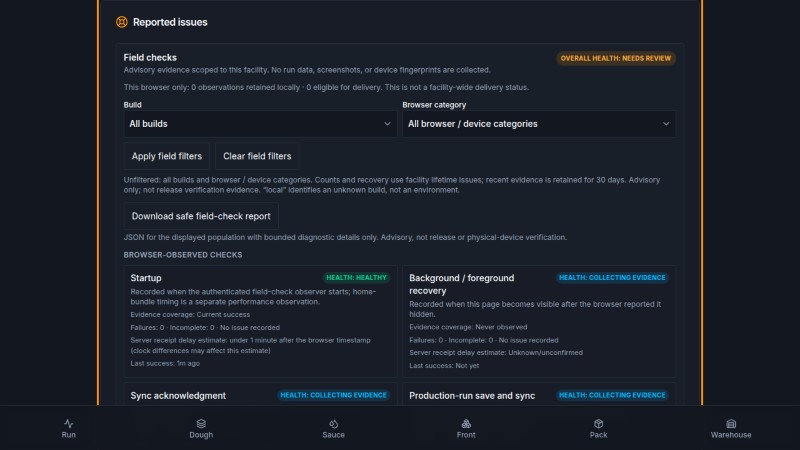 Reported issues
Field checks
OVERALL HEALTH: NEEDS REVIEW
Advisory evidence scoped to this facility. No run data, screenshots, or device fingerprints are collected.
This browser only: 0 observations retained locally · 0 eligible for delivery. This is not a facility-wide delivery status.
Build
Browser category
All builds
All browser / device categories
Apply field filters
Clear field filters
Unfiltered: all builds and browser / device categories. Counts and recovery use facility lifetime issues; recent evidence is retained for 30 days. Advisory
only; not release verification evidence. "local" identifies an unknown build, not an environment.
Download safe field-check report
JSON for the displayed population with bounded diagnostic details only. Advisory, not release or physical-device verification.
BROWSER-OBSERVED CHECKS
Startup
HEALTH: HEALTHY
Recorded when the authenticated field-check observer starts; home-
bundle timing is a separate performance observation.
Evidence coverage: Current success
Failures: 0 · Incomplete: 0 · No issue recorded
Server receipt delay estimate: under 1 minute after the browser timestamp
(clock differences may affect this estimate)
Last success: 1m ago
Background / foreground
recovery
HEALTH: COLLECTING EVIDENCE
Recorded when this page becomes visible after the browser reported it
hidden.
Evidence coverage: Never observed
Failures: 0 · Incomplete: 0 · No issue recorded
Server receipt delay estimate: Unknown/unconfirmed
Last success: Not yet
Sync acknowledgment
HEALTH: COLLECTING EVIDENCE
Production-run save and sync
HEALTH: COLLECTING EVIDENCE
Run
Dough
Sauce
Front
Pack
Warehouse